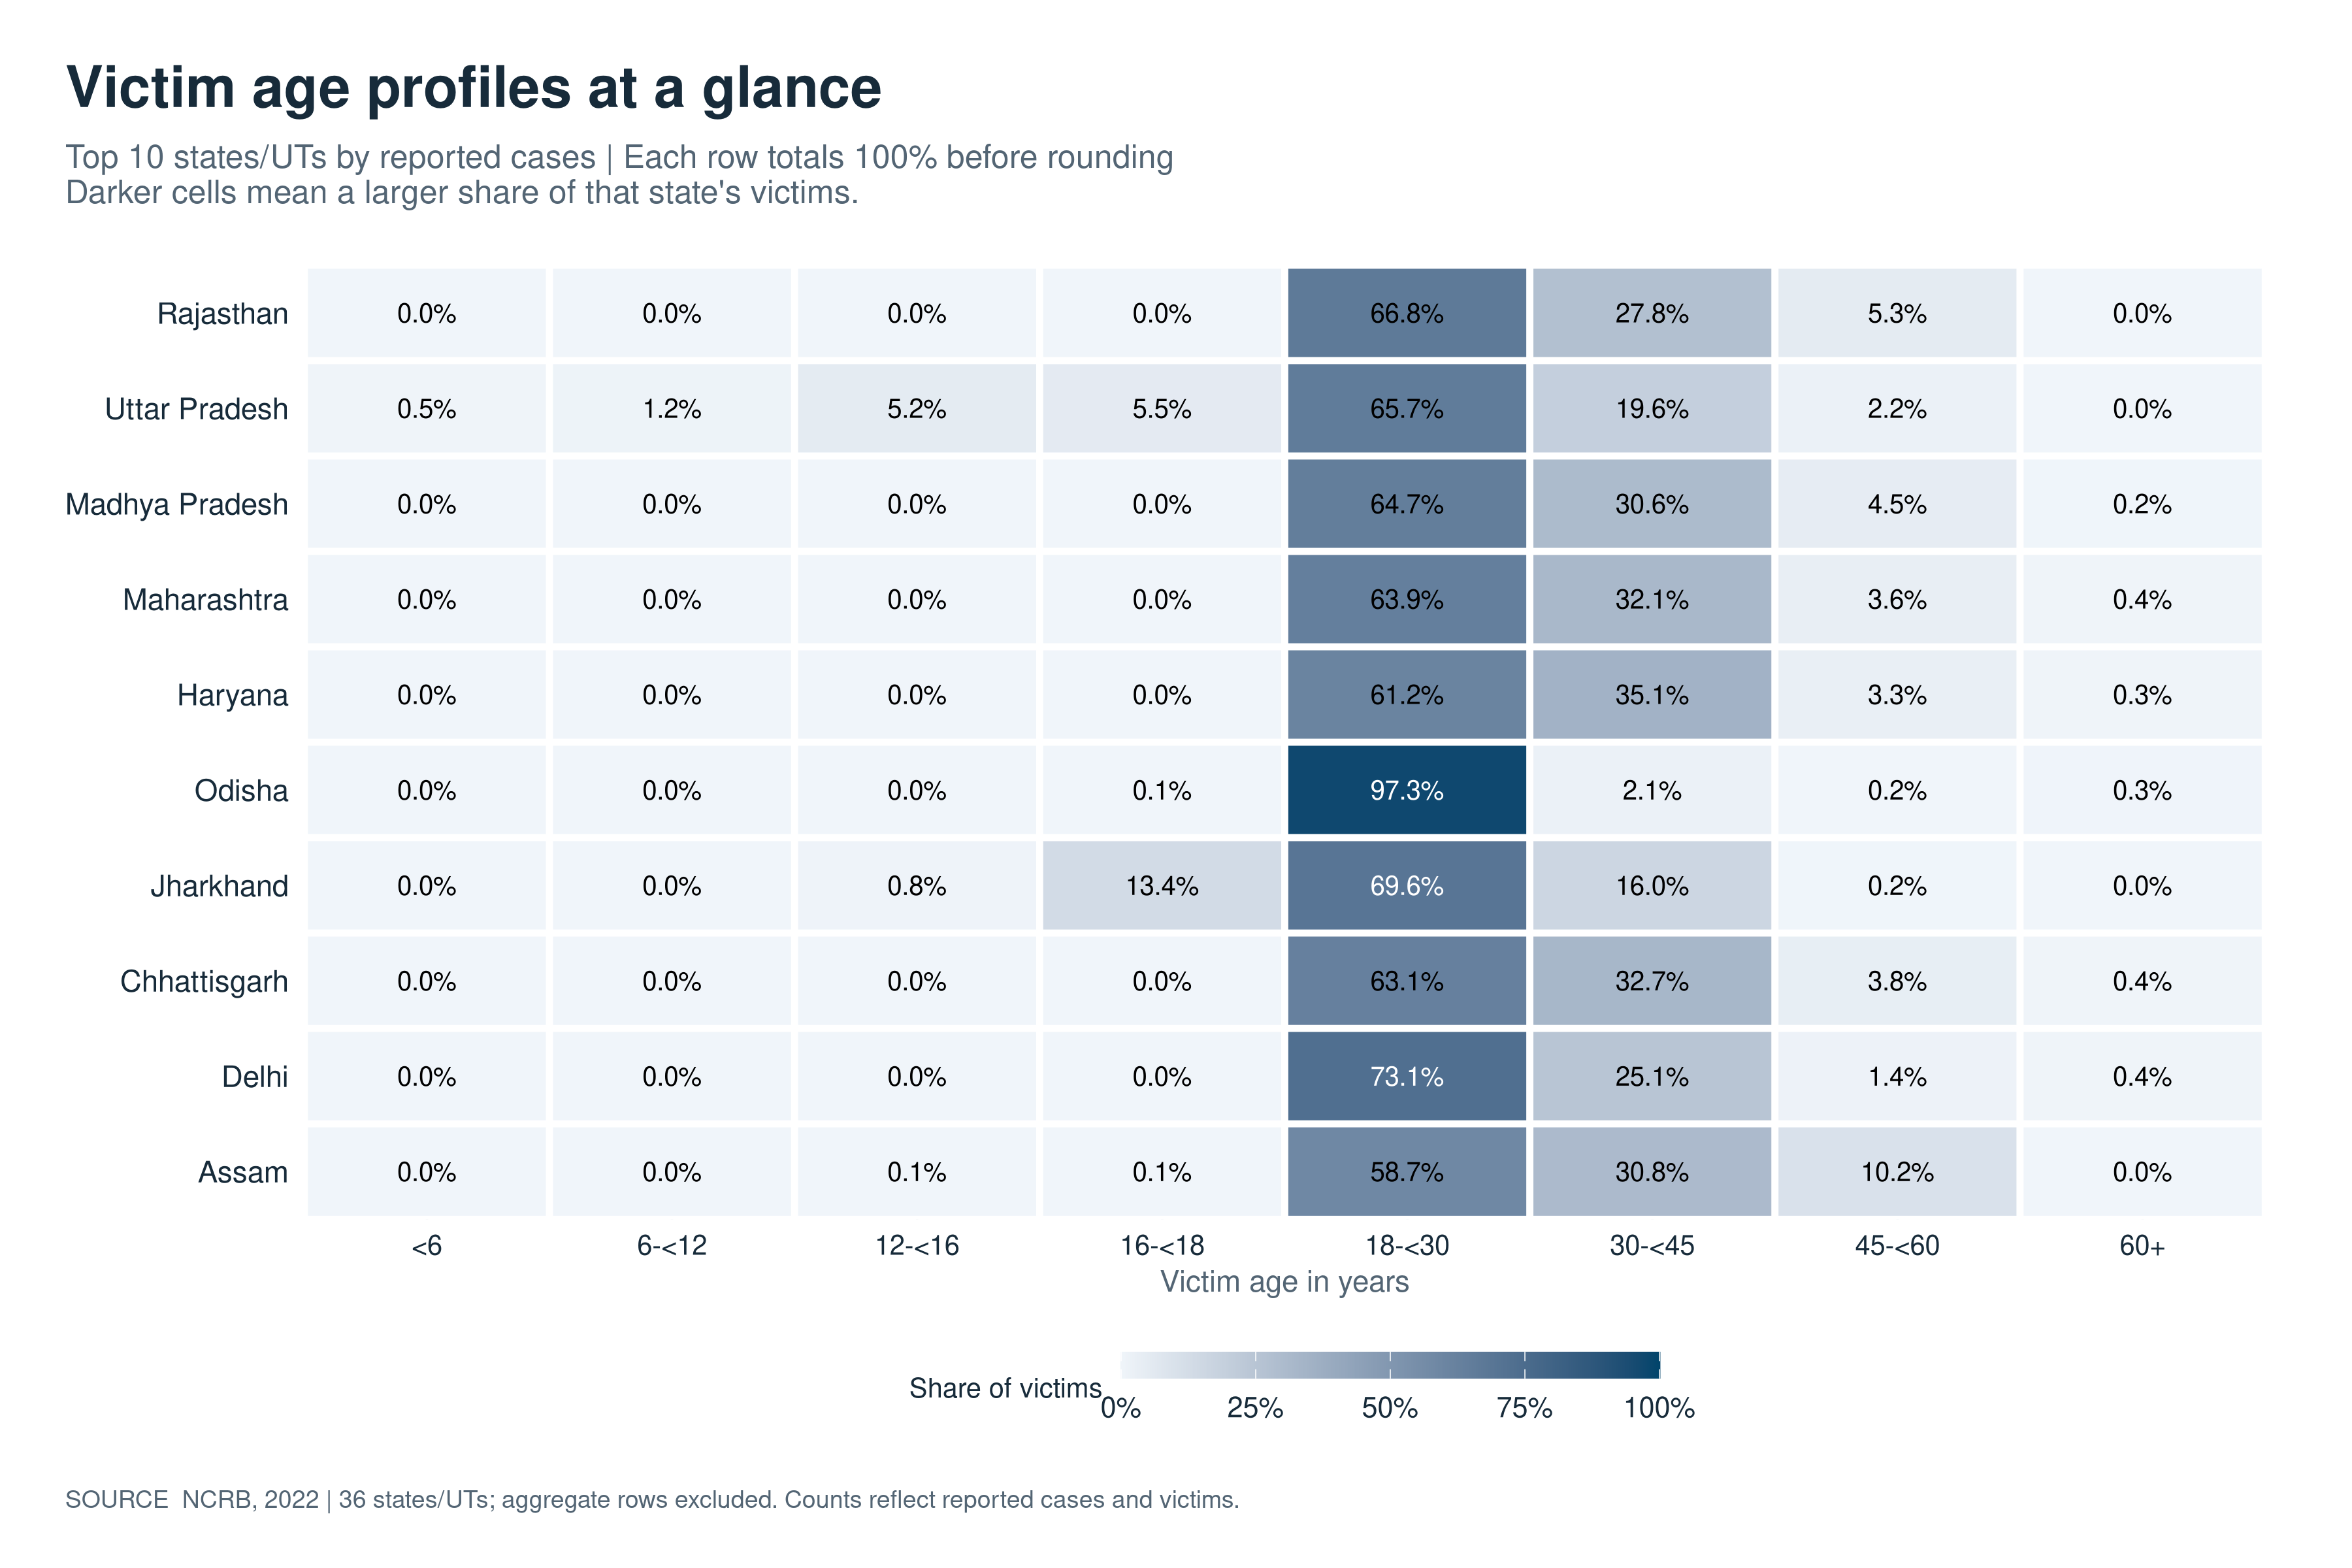 Victim age profiles at a glance
Top 10 states/UTs by reported cases | Each row totals 100% before rounding
Darker cells mean a larger share of that state's victims.
Rajasthan 0.0% 0.0% 0.0% 0.0% 66.8% 27.8% 5.3% 0.0%
Uttar Pradesh 0.5% 1.2% 5.2% 5.5% 65.7% 19.6% 2.2% 0.0%
Madhya Pradesh 0.0% 0.0% 0.0% 0.0% 64.7% 30.6% 4.5% 0.2%
Maharashtra 0.0% 0.0% 0.0% 0.0% 63.9% 32.1% 3.6% 0.4%
Haryana 0.0% 0.0% 0.0% 0.0% 61.2% 35.1% 3.3% 0.3%
Odisha 0.0% 0.0% 0.0% 0.1% 97.3% 2.1% 0.2% 0.3%
Jharkhand 0.0% 0.0% 0.8% 13.4% 69.6% 16.0% 0.2% 0.0%
Chhattisgarh 0.0% 0.0% 0.0% 0.0% 63.1% 32.7% 3.8% 0.4%
Delhi 0.0% 0.0% 0.0% 0.0% 73.1% 25.1% 1.4% 0.4%
Assam 0.0% 0.0% 0.1% 0.1% 58.7% 30.8% 10.2% 0.0%
<6 6-<12 12-<16 16-<18 18-<30 30-<45 45-<60 60+
Victim age in years
Share of victims
0% 25% 50% 75% 100%
SOURCE  NCRB, 2022 | 36 states/UTs; aggregate rows excluded. Counts reflect reported cases and victims.